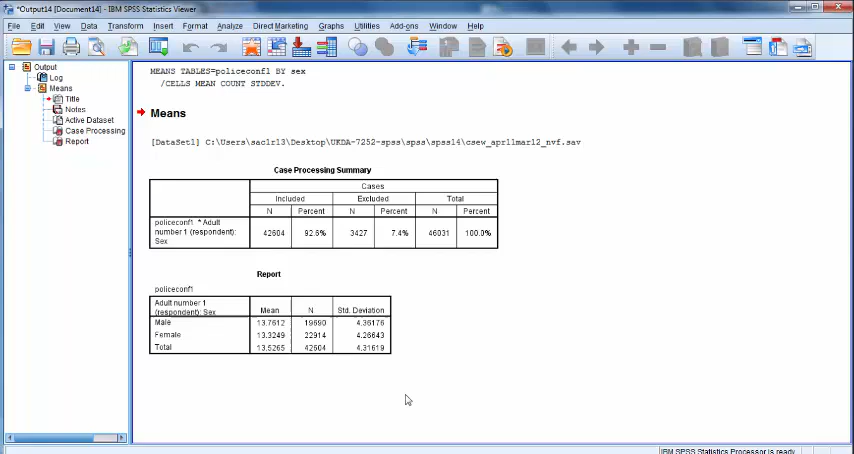 *Output14 [Document14] - IBM SPSS Statistics Viewer
File Edit View Data Transform Insert Format Analyze Direct Marketing Graphs Utilities Add-ons Window Help
Output
Log
Means
Title
Notes
Active Dataset
Case Processing
Report
MEANS TABLES=policeconf1 BY sex
/CELLS MEAN COUNT STDDEV.
Means
[DataSet1] C:\Users\saclr13\Desktop\UKDA-7252-spss\spss\spss14\csew_apr11mar12_nvf.sav
Case Processing Summary
Cases
Included Excluded Total
N Percent N Percent N Percent
policeconf1 * Adult number 1 (respondent): Sex 42604 92.6% 3427 7.4% 46031 100.0%
Report
policeconf1
Adult number 1 (respondent): Sex Mean N Std. Deviation
Male 13.7612 19690 4.36176
Female 13.3249 22914 4.26643
Total 13.5265 42604 4.31619
IBM SPSS Statistics Processor is ready